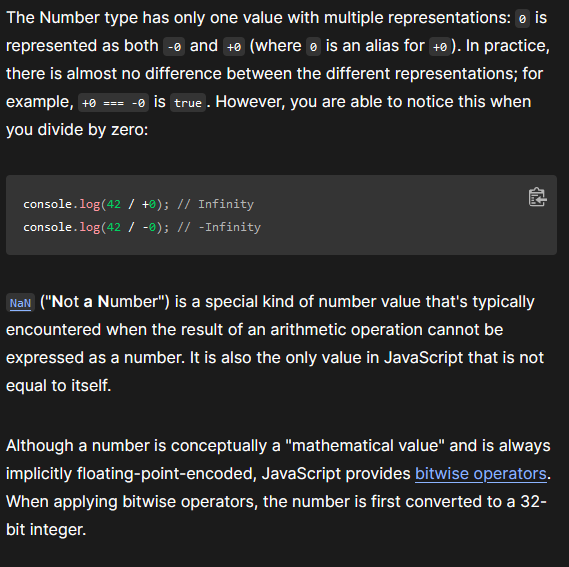 The Number type has only one value with multiple representations: 0 is
represented as both -0 and +0 (where 0 is an alias for +0). In practice,
there is almost no difference between the different representations; for
example, +0 === -0 is true. However, you are able to notice this when
you divide by zero:
console.log(42 / +0); // Infinity
console.log(42 / -0); // -Infinity
NaN ("Not a Number") is a special kind of number value that's typically
encountered when the result of an arithmetic operation cannot be
expressed as a number. It is also the only value in JavaScript that is not
equal to itself.
Although a number is conceptually a "mathematical value" and is always
implicitly floating-point-encoded, JavaScript provides bitwise operators.
When applying bitwise operators, the number is first converted to a 32-
bit integer.